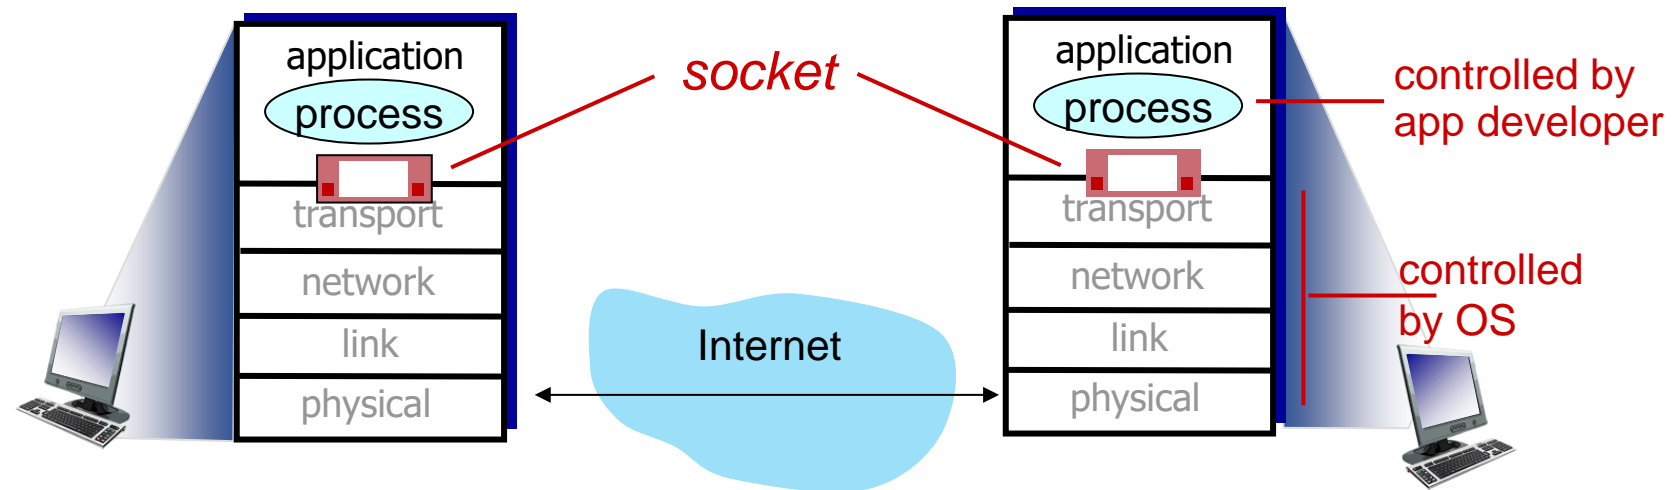 application
process
transport
network
link
physical
socket
Internet
application
process
transport
network
link
physical
controlled by
app developer
controlled
by OS